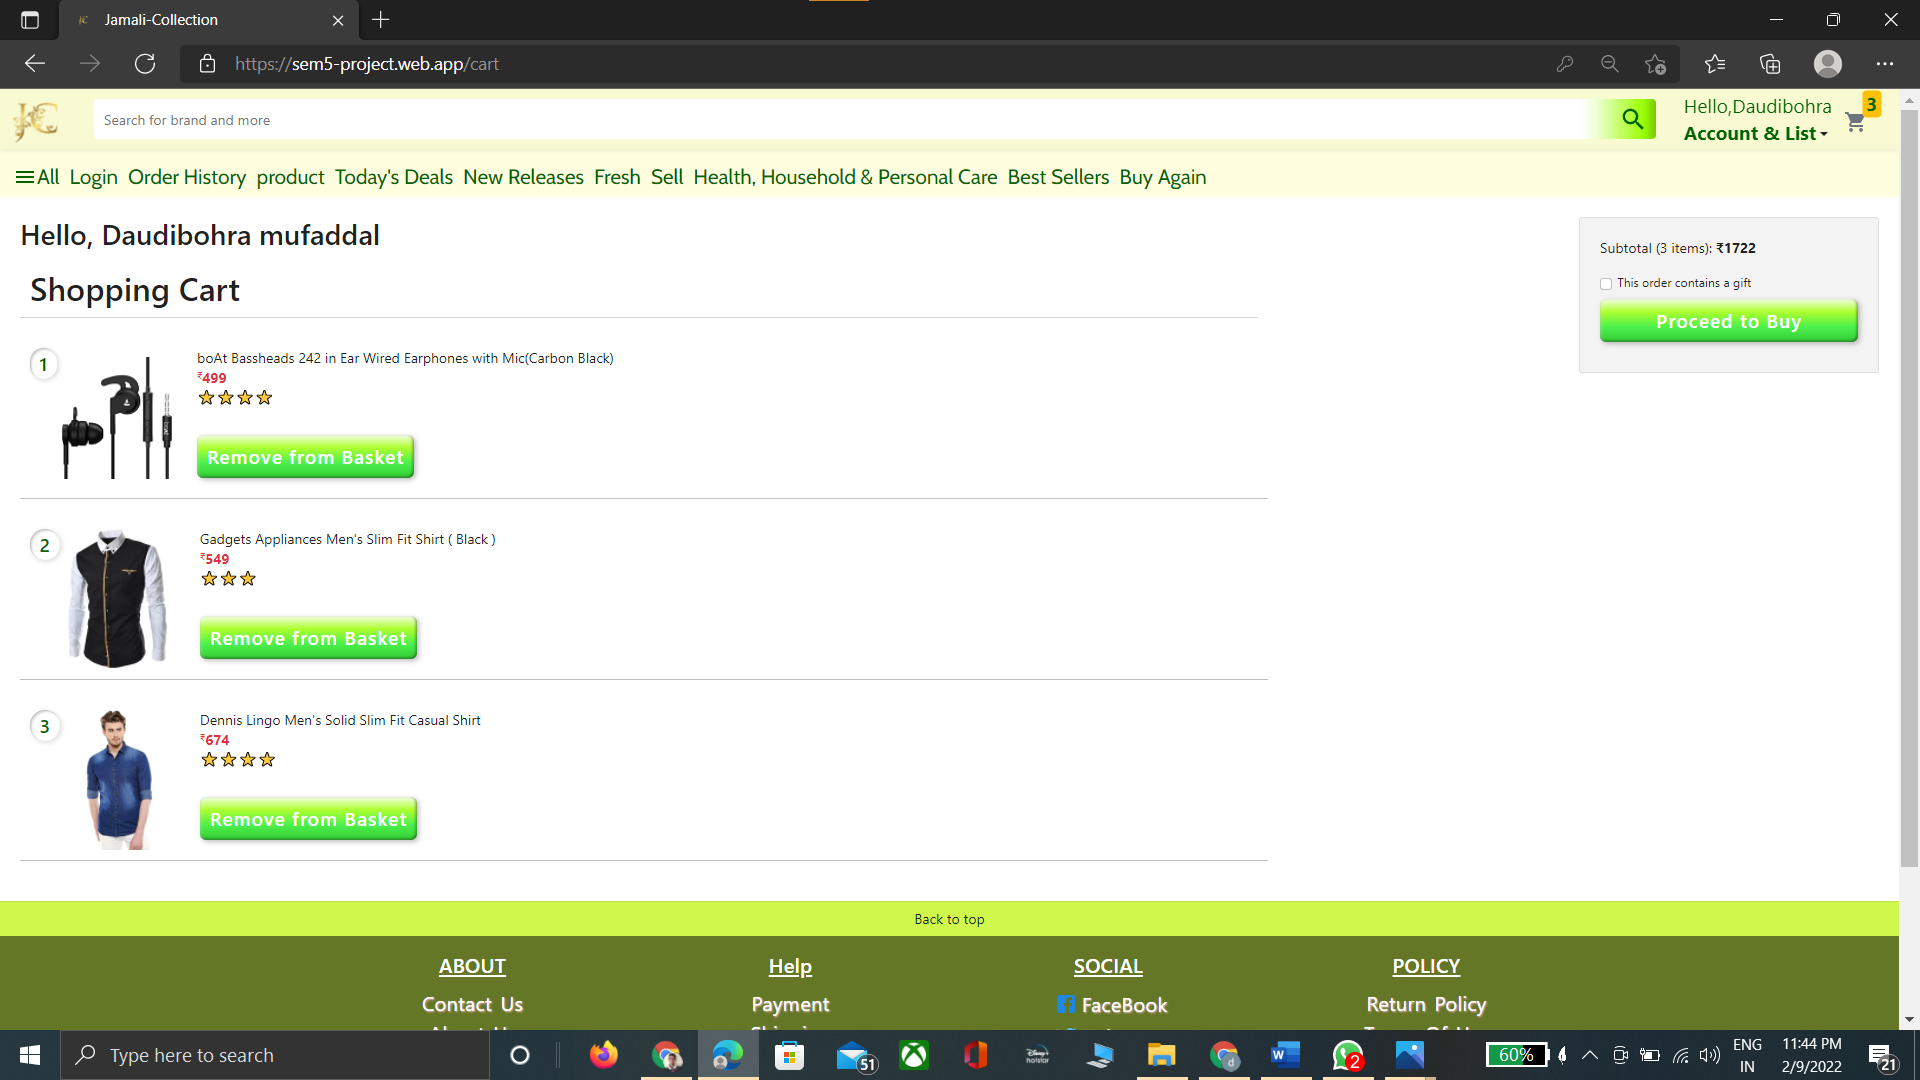 Jamali-Collection
https://sem5-project.web.app/cart
JC
Search for brand and more
Hello,Daudibohra
Account & List
3
All Login Order History product Today's Deals New Releases Fresh Sell Health, Household & Personal Care Best Sellers Buy Again
Hello, Daudibohra mufaddal
Shopping Cart
Subtotal (3 items): ₹1722
This order contains a gift
Proceed to Buy
1
boAt Bassheads 242 in Ear Wired Earphones with Mic(Carbon Black)
₹499
Remove from Basket
2
Gadgets Appliances Men's Slim Fit Shirt ( Black )
₹549
Remove from Basket
3
Dennis Lingo Men's Solid Slim Fit Casual Shirt
₹674
Remove from Basket
Back to top
ABOUT Help SOCIAL POLICY
Contact Us Payment FaceBook Return Policy
Type here to search
51
Disney+ hotstar
2
60%
ENG
IN
11:44 PM
2/9/2022
21